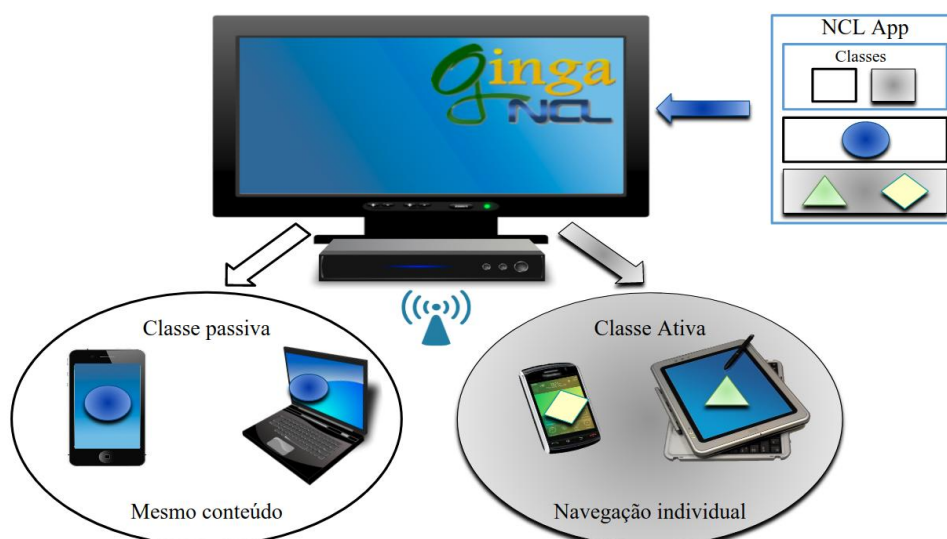 ginga
NCL
NCL App
Classes
Classe passiva
Mesmo conteúdo
Classe Ativa
Navegação individual